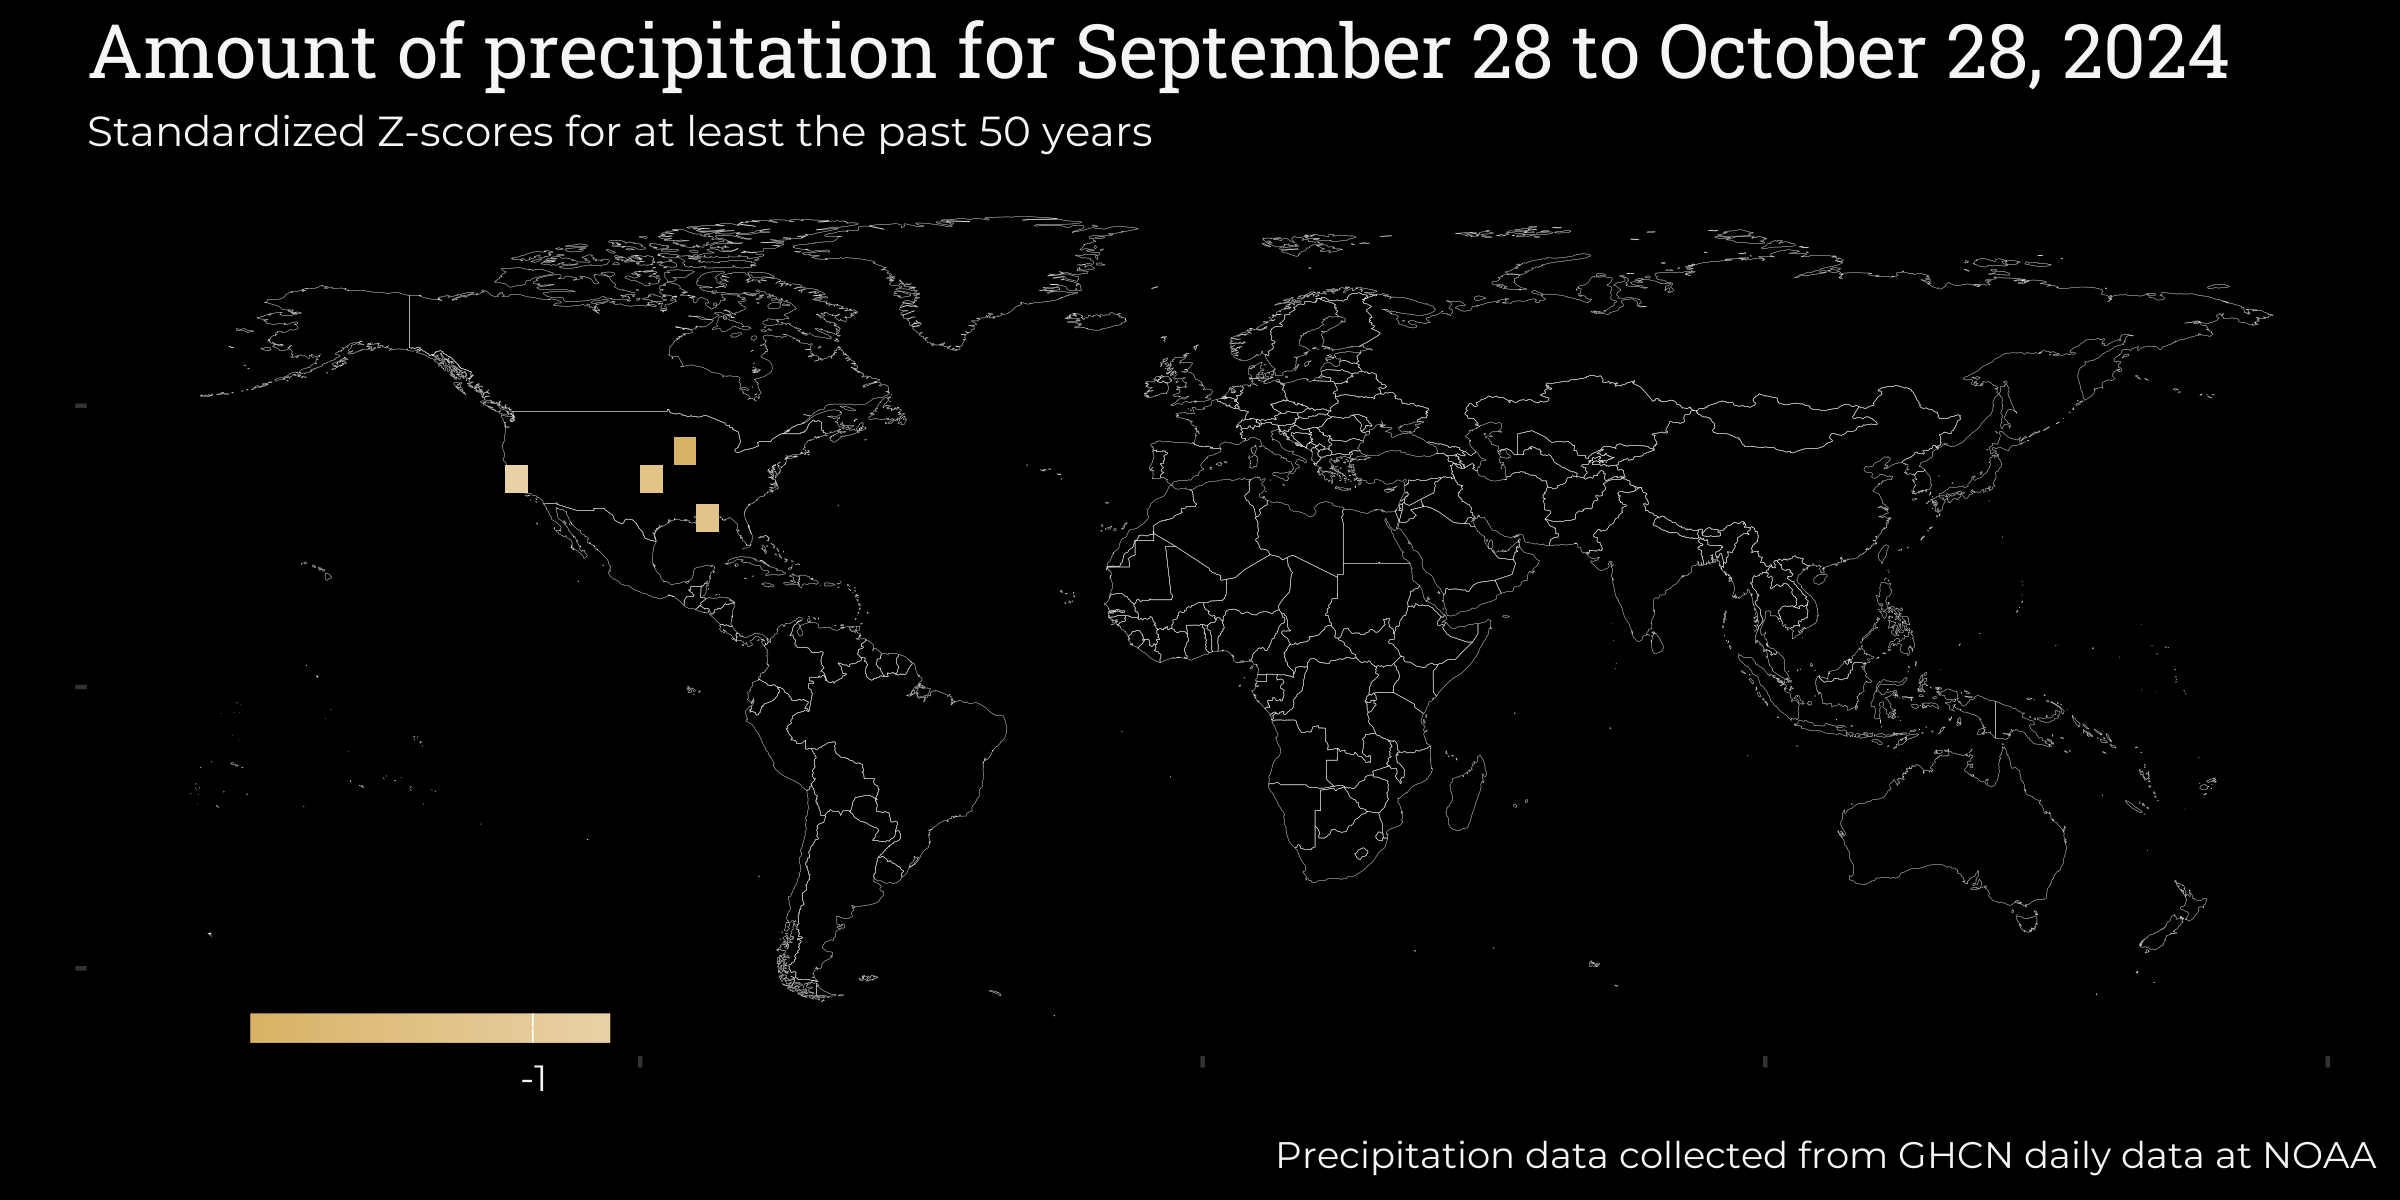 Amount of precipitation for September 28 to October 28, 2024
Standardized Z-scores for at least the past 50 years
-1
Precipitation data collected from GHCN daily data at NOAA